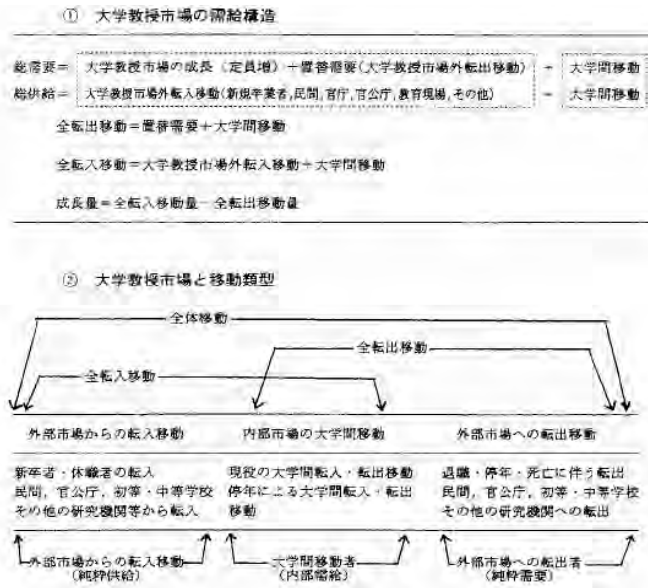 ① 大学教授市場の需給構造
総需要= 大学教授市場の成長(定員増)+置替需要(大学教授市場外転出移動) + 大学間移動
総供給= 大学教授市場外転入移動(新規卒業者,民間,官庁,官公庁,教育現場,その他) + 大学間移動
全転出移動=置替需要+大学間移動
全転入移動=大学教授市場外転入移動+大学間移動
成長量=全転入移動量-全転出移動量
② 大学教授市場と移動類型
全体移動
全転出移動
全転入移動
外部市場からの転入移動 内部市場の大学間移動 外部市場への転出移動
新卒者・休職者の転入 現役の大学間転入・転出移動 退職・停年・死亡に伴う転出
民間,官公庁,初等・中等学校 停年による大学間転入・転出 民間,官公庁,初等・中等学校
その他の研究機関等から転入 移動 その他の研究機関への転出
外部市場からの転入移動 大学間移動者 外部市場への転出者
(純粋供給) (内部需給) (純粋需要)